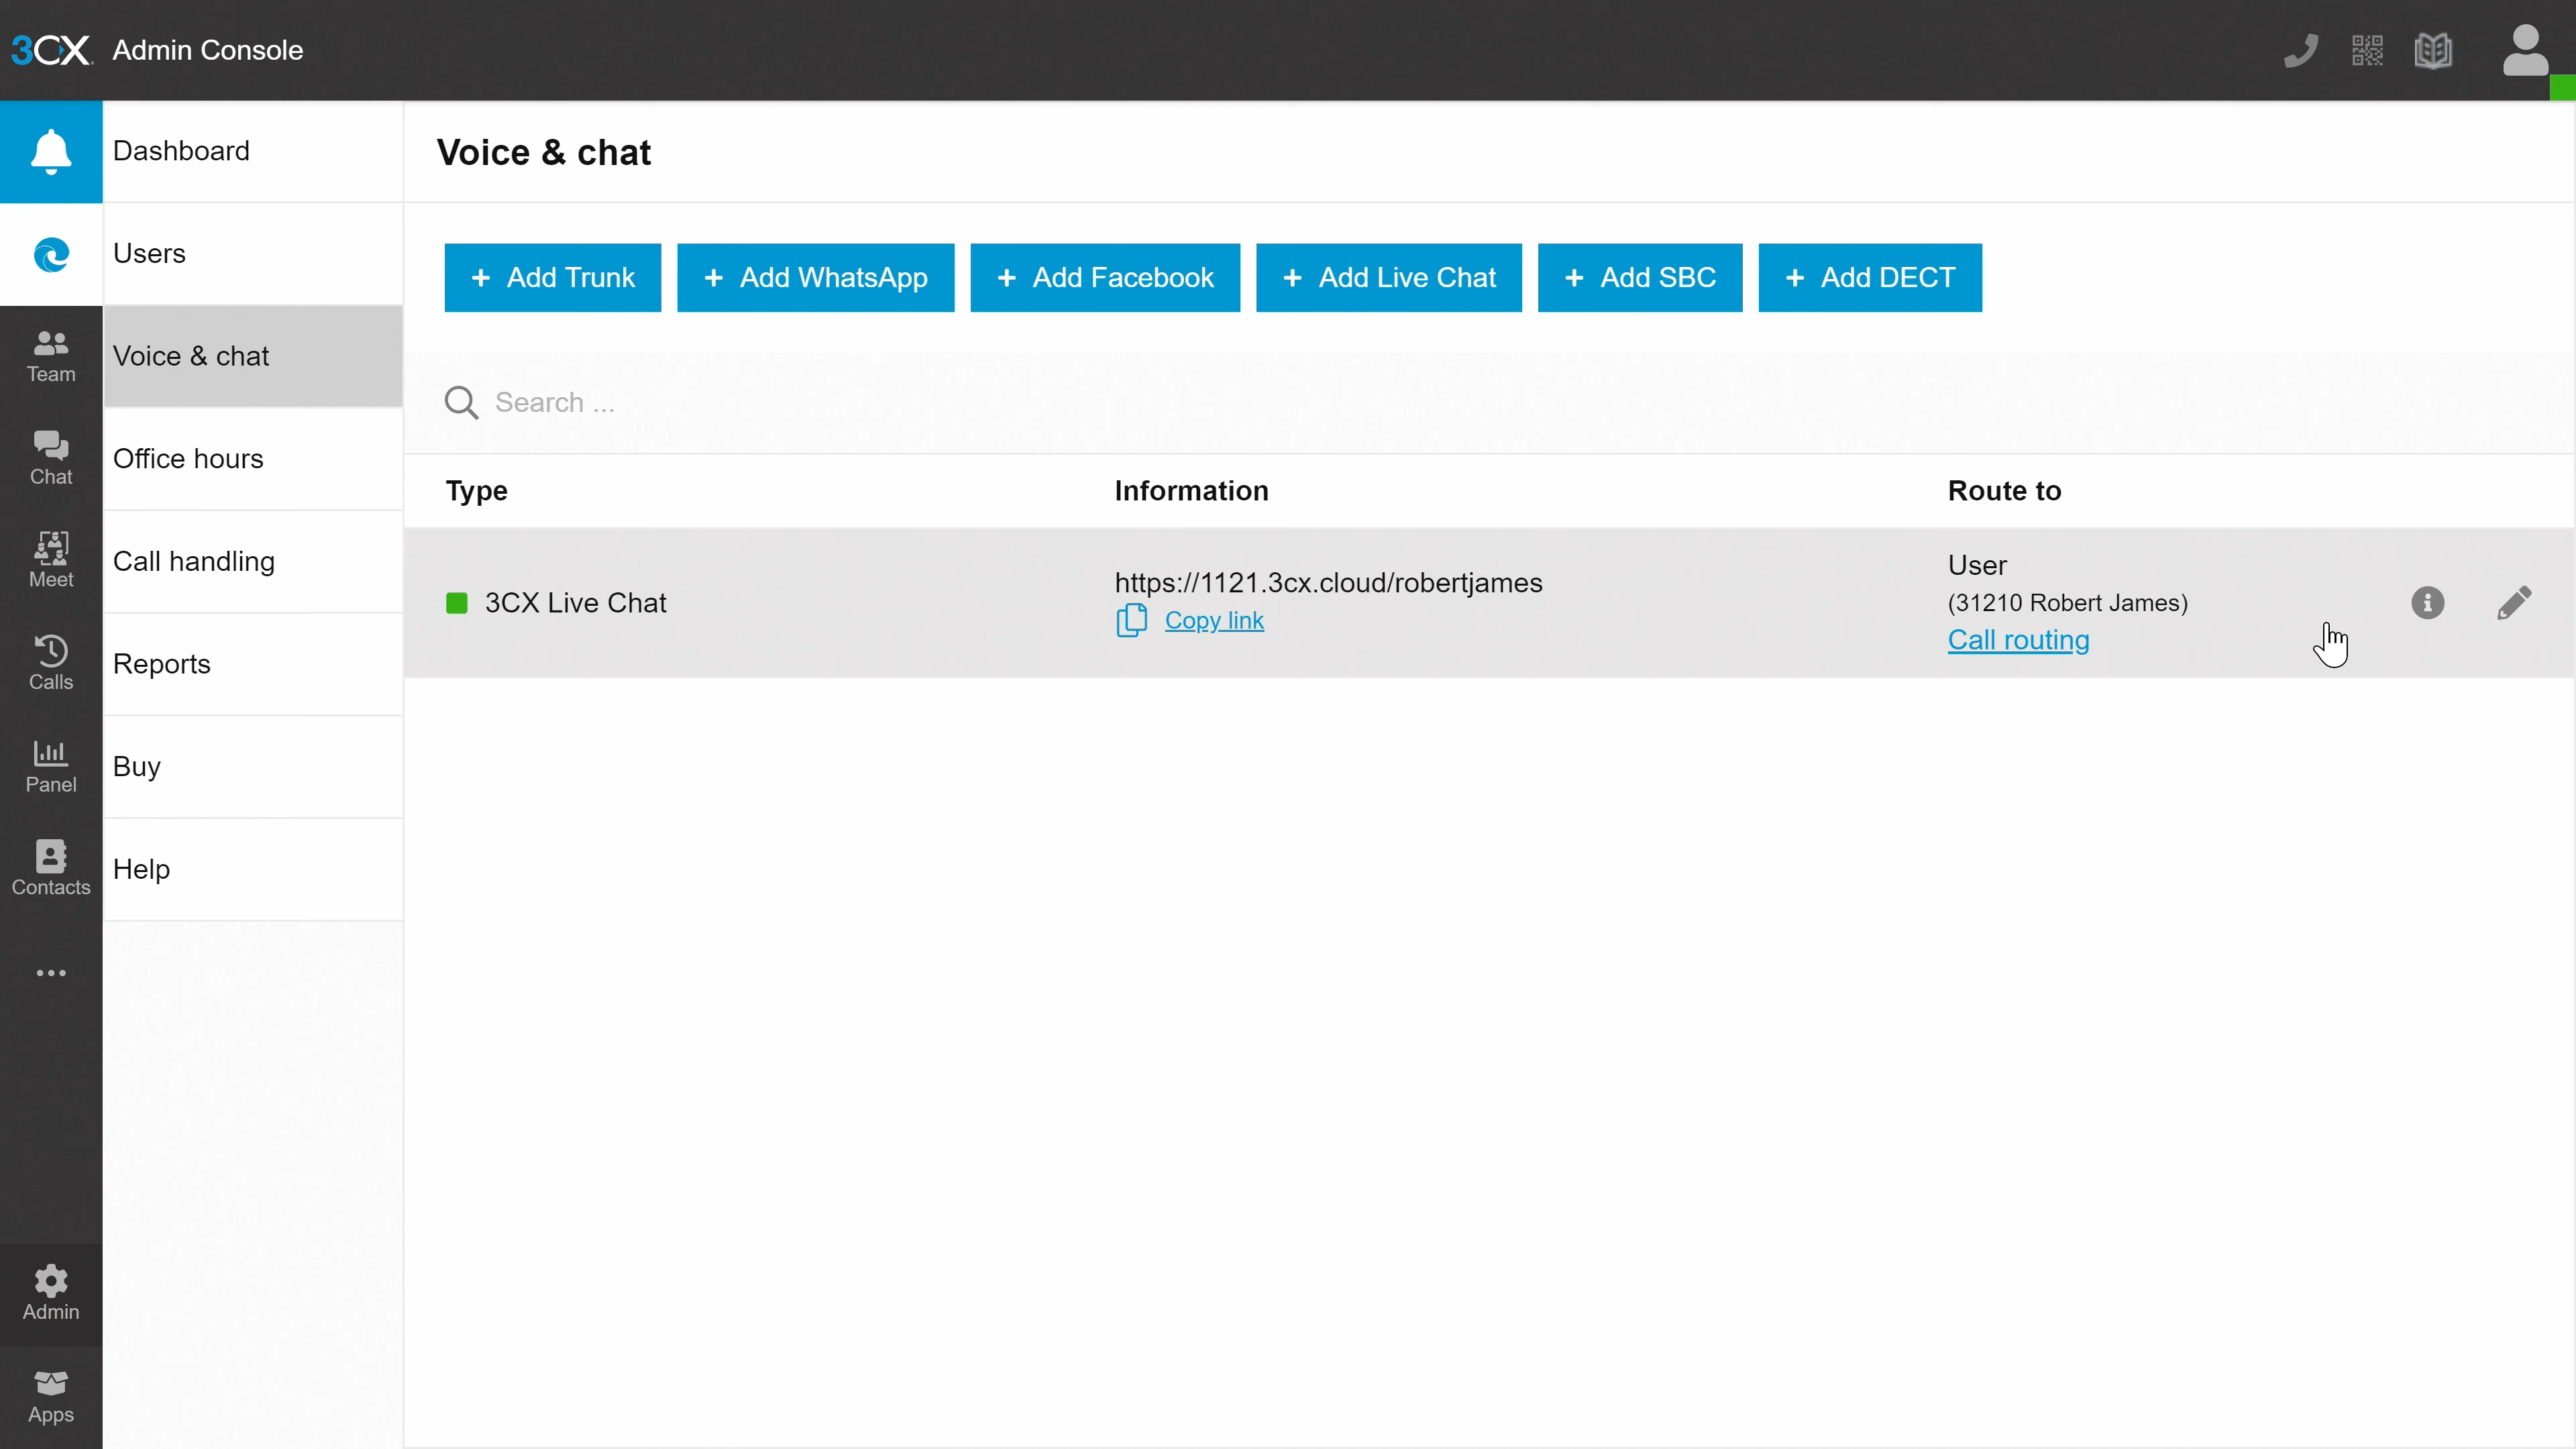 3CX Admin Console
Dashboard
Users
Voice & chat
Office hours
Call handling
Reports
Buy
Help
Team
Chat
Meet
Calls
Panel
Contacts
Admin
Apps
Voice & chat
+ Add Trunk
+ Add WhatsApp
+ Add Facebook
+ Add Live Chat
+ Add SBC
+ Add DECT
Search ...
Type Information Route to
3CX Live Chat
https://1121.3cx.cloud/robertjames
Copy link
User
(31210 Robert James)
Call routing